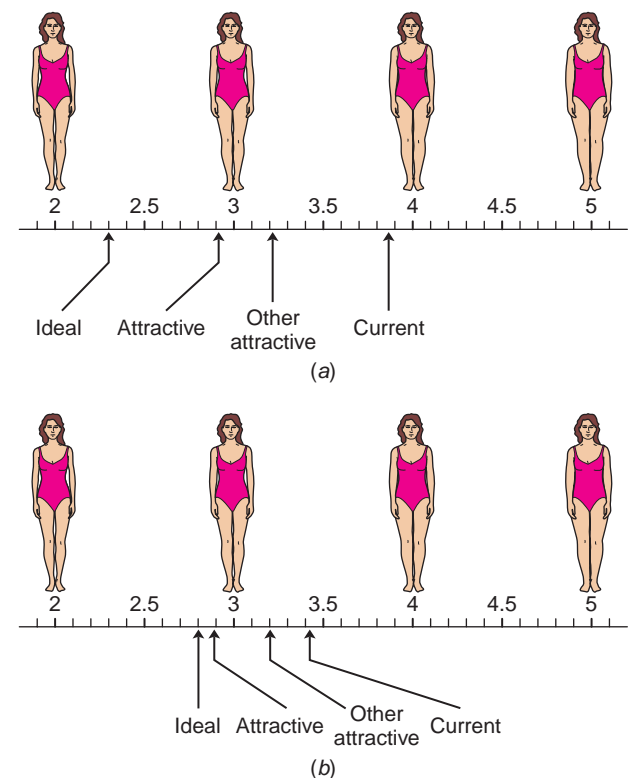 2 2.5 3 3.5 4 4.5 5
Ideal Attractive Other attractive Current
(a)
2 2.5 3 3.5 4 4.5 5
Ideal Attractive Other attractive Current
(b)